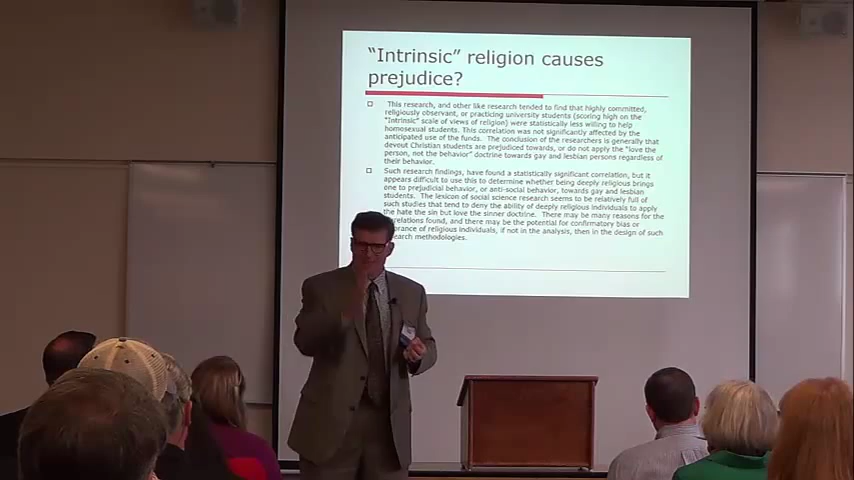 “Intrinsic” religion causes
prejudice?
This research, and other like research tended to find that highly committed,
religiously observant, or practicing university students (scoring high on the
“Intrinsic” scale of views of religion) were statistically less willing to help
homosexual students. This correlation was not significantly affected by the
anticipated use of the funds. The conclusion of the researchers is generally that
devout Christian students are prejudiced towards, or do not apply the “love the
person, not the behavior” doctrine towards gay and lesbian persons regardless of
their behavior.
Such research findings, have found a statistically significant correlation, but it
appears difficult to use this to determine whether being deeply religious brings
one to prejudicial behavior, or anti-social behavior, towards gay and lesbian
students. The lexicon of social science research seems to be relatively full of
such studies that tend to deny the ability of deeply religious individuals to apply
the hate the sin but love the sinner doctrine. There may be many reasons for the
relations found, and there may be the potential for confirmatory bias or
of religious individuals, if not in the analysis, then in the design of such
methodologies.